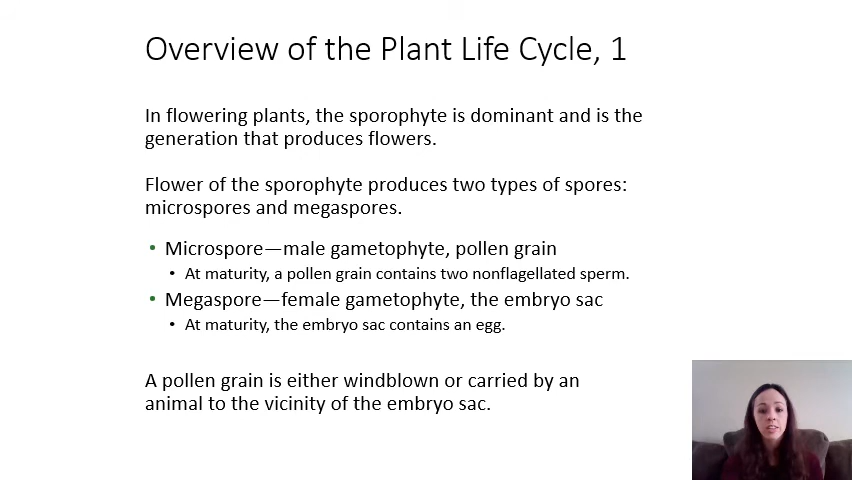 Overview of the Plant Life Cycle, 1
In flowering plants, the sporophyte is dominant and is the
generation that produces flowers.
Flower of the sporophyte produces two types of spores:
microspores and megaspores.
• Microspore—male gametophyte, pollen grain
• At maturity, a pollen grain contains two nonflagellated sperm.
• Megaspore—female gametophyte, the embryo sac
• At maturity, the embryo sac contains an egg.
A pollen grain is either windblown or carried by an
animal to the vicinity of the embryo sac.